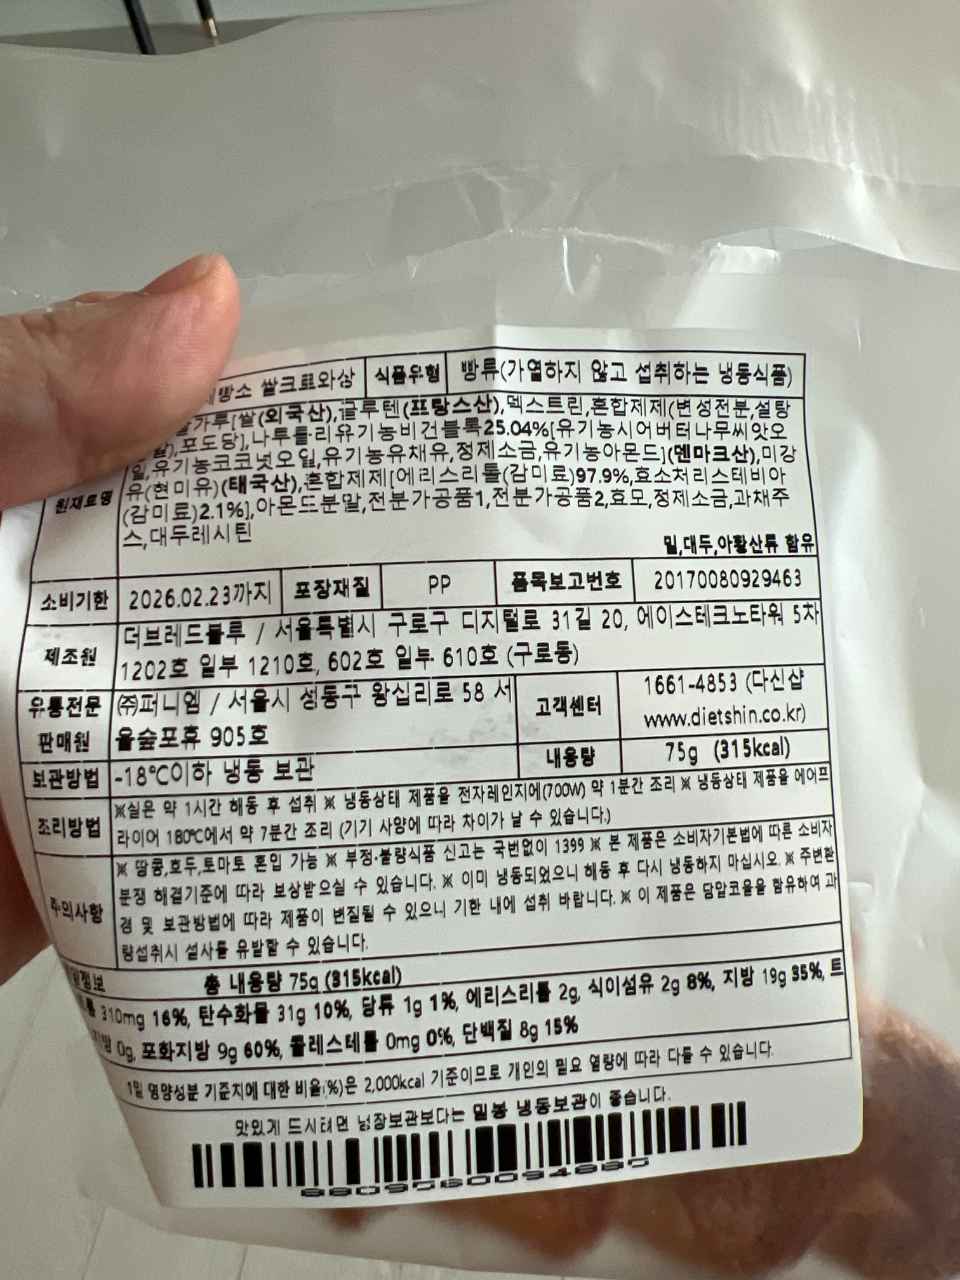 빵소 쌀크로와상 식품유형 빵류(가열하지 않고 섭취하는 냉동식품)
원재료명
가루[쌀(외국산),글루텐(프랑스산),덱스트린,혼합제제(변성전분,설탕
포도당],나투틀리유기농비건블록25.04%[유기농시어버터나무씨앗오
일,유기농코코넛오일,유기농유채유,정제소금,유기농아몬드](덴마크산),미강
유(현미유)(태국산),혼합제제[에리스리톨(감미료)97.9%,효소처리스테비아
(감미료)2.1%],아몬드분말,전분가공품1,전분가공품2,효모,정제소금,과채주
스,대두레시틴
밀,대두,아황산류 함유
소비기한 2026.02.23까지 포장재질 PP 품목보고번호 20170080929463
제조원 더브레드블루 / 서울특별시 구로구 디지털로 31길 20, 에이스테크노타워 5차
1202호 일부 1210호, 602호 일부 610호 (구로동)
유통전문 ㈜퍼니엠 / 서울시 성동구 왕십리로 58 서
판매원 울숲포휴 905호
고객센터 1661-4853 (다신샵
www.dietshin.co.kr)
보관방법 -18℃이하 냉동 보관 내용량 75g (315kcal)
조리방법 ※실온 약 1시간 해동 후 섭취 ※ 냉동상태 제품을 전자레인지에(700W) 약 1분간 조리 ※ 냉동상태 제품을 에어프
라이어 180℃에서 약 7분간 조리 (기기 사양에 따라 차이가 날 수 있습니다.)
주의사항 ※ 땅콩,호두,토마토 혼입 가능 ※ 부정·불량식품 신고는 국번없이 1399 ※ 본 제품은 소비자기본법에 따른 소비자
분쟁 해결기준에 따라 보상받으실 수 있습니다. ※ 이미 냉동되었으니 해동 후 다시 냉동하지 마십시오. ※ 주변환
경 및 보관방법에 따라 제품이 변질될 수 있으니 기한 내에 섭취 바랍니다. ※ 이 제품은 당알코올을 함유하여 과
량섭취시 설사를 유발할 수 있습니다.
정보 총 내용량 75g (315kcal)
310mg 16%, 탄수화물 31g 10%, 당류 1g 1%, 에리스리톨 2g, 식이섬유 2g 8%, 지방 19g 35%, 트
0g, 포화지방 9g 60%, 콜레스테롤 0mg 0%, 단백질 8g 15%
1일 영양성분 기준치에 대한 비율(%)은 2,000kcal 기준이므로 개인의 필요 열량에 따라 다를 수 있습니다.
맛있게 드시려면 냉장보관보다는 밀봉 냉동보관이 좋습니다.
8809580094885